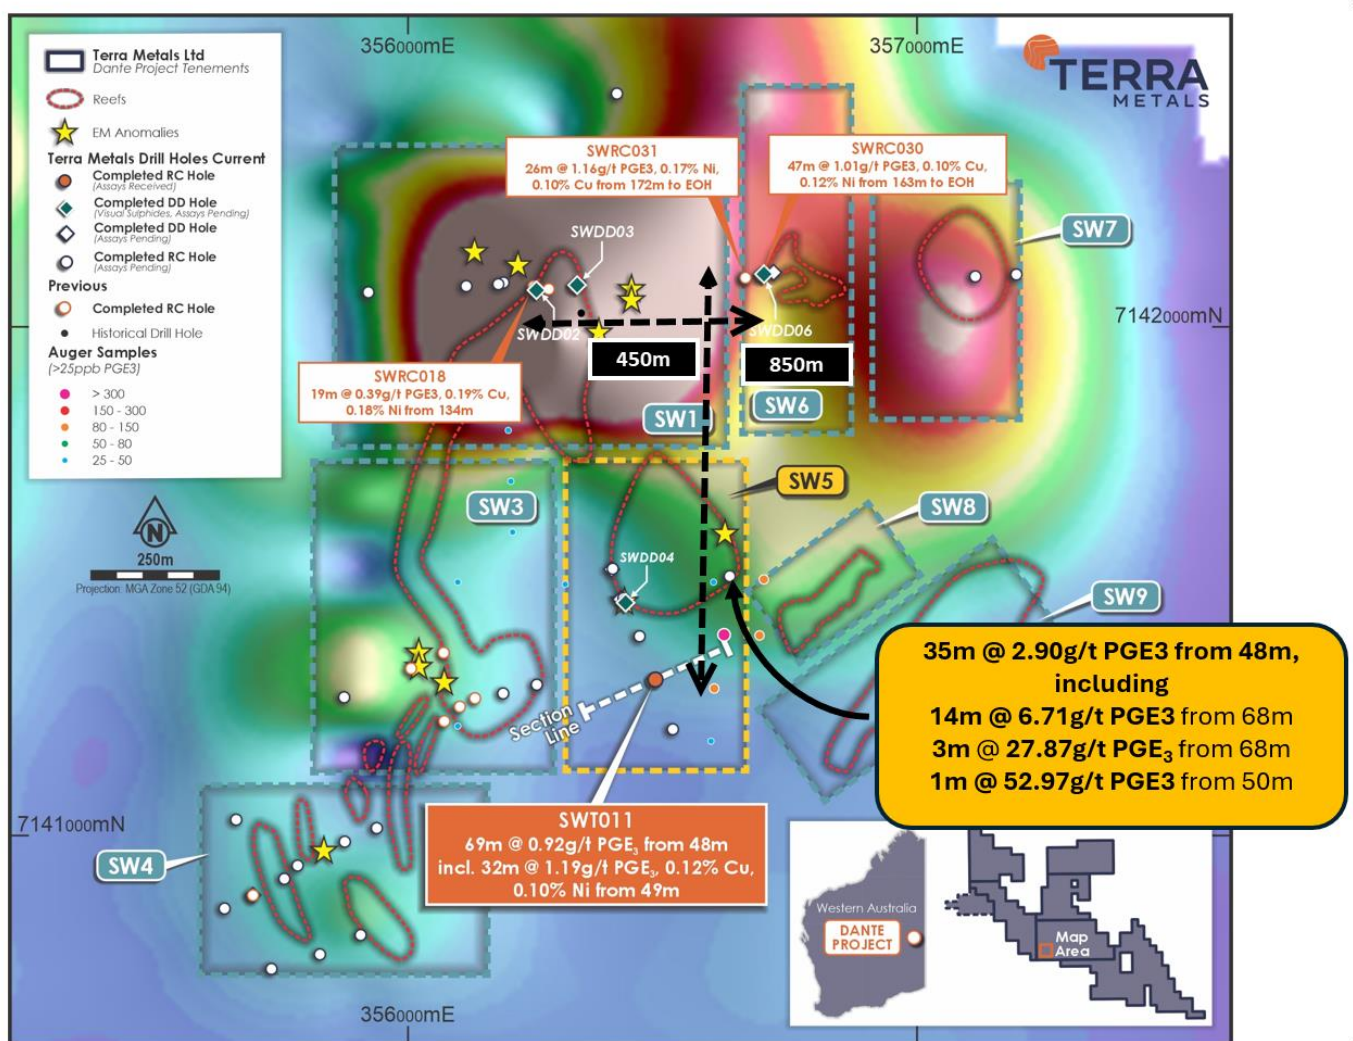 Terra Metals Ltd
Dante Project Tenements
Reefs
EM Anomalies
Terra Metals Drill Holes Current
Completed RC Hole
(Assays Received)
Completed DD Hole
(Visual Sulphides, Assays Pending)
Completed DD Hole
(Assays Pending)
Completed RC Hole
(Assays Pending)
Previous
Completed RC Hole
Historical Drill Hole
Auger Samples
(>25ppb PGE3)
> 300
150 - 300
80 - 150
50 - 80
25 - 50
N
250m
Projection: MGA Zone 52 (GDA 94)
356000mE
357000mE
TERRA
METALS
SWRC031
26m @ 1.16g/t PGE3, 0.17% Ni,
0.10% Cu from 172m to EOH
SWRC030
47m @ 1.01g/t PGE3, 0.10% Cu,
0.12% Ni from 163m to EOH
SW7
SWDD03
7142000mN
SWDD02
SWDD06
450m
850m
SWRC018
19m @ 0.39g/t PGE3, 0.19% Cu,
0.18% Ni from 134m
SW1
SW6
SW3
SW5
SW8
SWDD04
SW9
35m @ 2.90g/t PGE3 from 48m,
including
14m @ 6.71g/t PGE3 from 68m
3m @ 27.87g/t PGE3 from 68m
1m @ 52.97g/t PGE3 from 50m
Section
Line
SWT011
69m @ 0.92g/t PGE3 from 48m
incl. 32m @ 1.19g/t PGE3, 0.12% Cu,
0.10% Ni from 49m
7141000mN
SW4
Western Australia
DANTE
PROJECT
Map
Area
356000mE